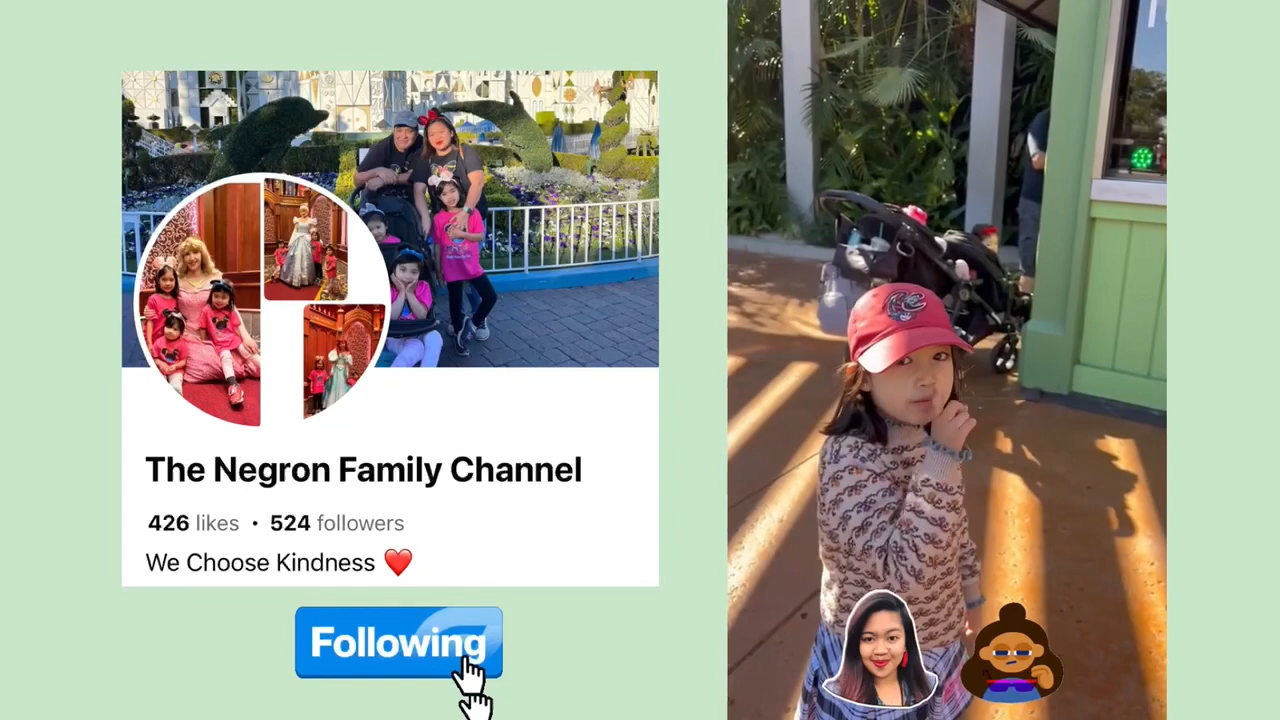 The Negron Family Channel
426 likes • 524 followers
We Choose Kindness ❤️
Following